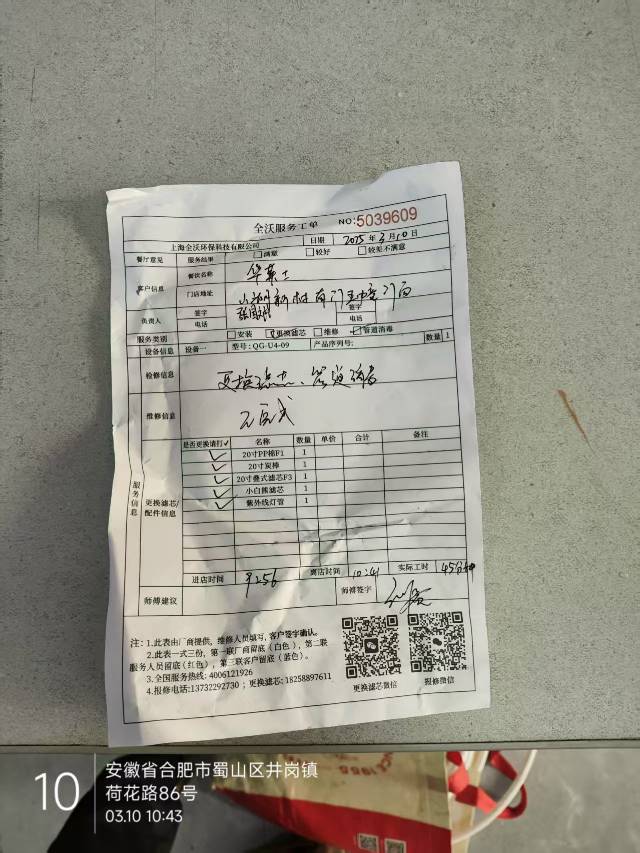 全沃服务工单 NO:5039609
上海全沃环保科技有限公司 日期 2025年3月10日
餐厅意见 服务结果 □满意 □较好 □较差不满意
客户信息 餐饮名称 华莱士
门店地址
负责人 签字 签字
电话 电话
服务类别 □安装 ☑更换滤芯 □维修 ☑管道消毒
设备信息 设备一 型号:QG-U4-09 产品序列号: 数量 1
检修信息 更换滤芯、管道消毒
维修信息 已完成
服务信息
更换滤芯/配件信息
是否更换请打✓ 名称 数量 单价 合计 备注
✓ 20寸PP棉F1 1
✓ 20寸炭棒 1
✓ 20寸叠式滤芯F3 1
✓ 小白熊滤芯 1
✓ 紫外线灯管 1
进店时间 9:56 离店时间 10:41 实际工时 45分钟
师傅建议 师傅签字
注:1.此表由厂商提供,维修人员填写,客户签字确认。
2.此表一式三份,第一联厂商留底(白色),第二联
服务人员留底(红色),第三联客户留底(蓝色)。
3.全国服务热线:4006121926
4.报修电话:13732292730;更换滤芯:18258897611
更换滤芯微信 报修微信
10
安徽省合肥市蜀山区井岗镇
荷花路86号
03.10 10:43